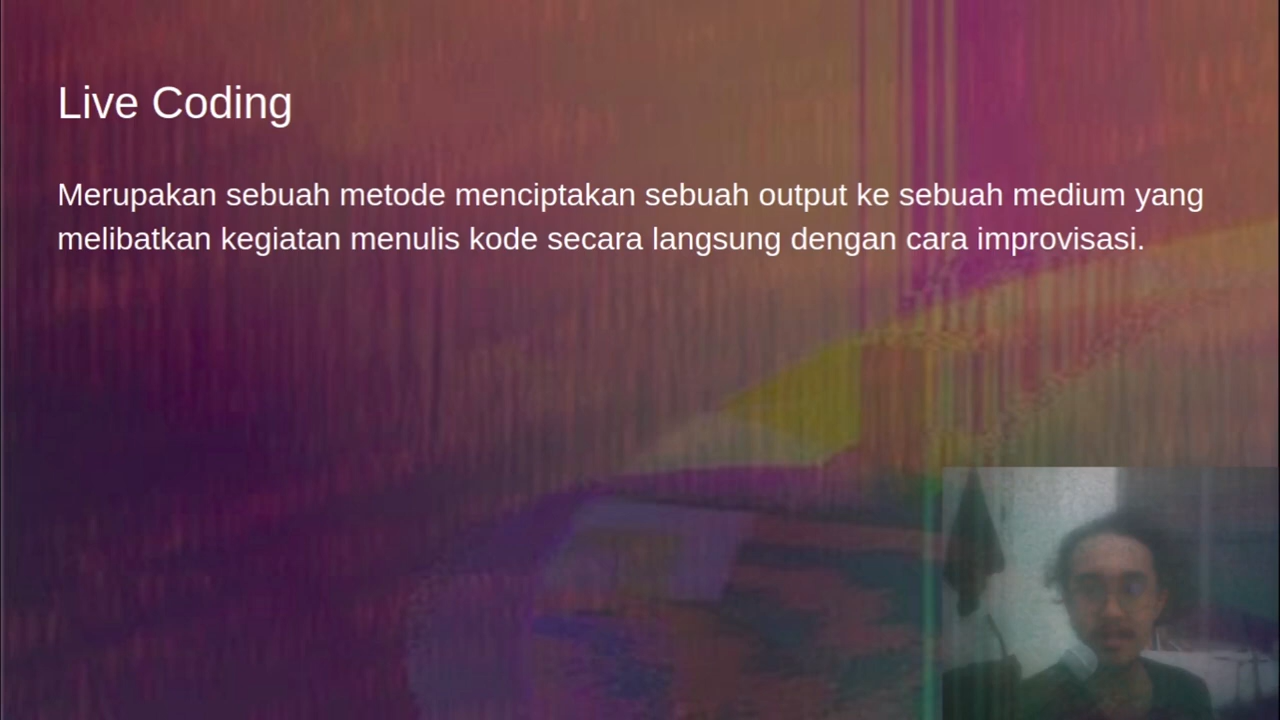 Live Coding
Merupakan sebuah metode menciptakan sebuah output ke sebuah medium yang
melibatkan kegiatan menulis kode secara langsung dengan cara improvisasi.